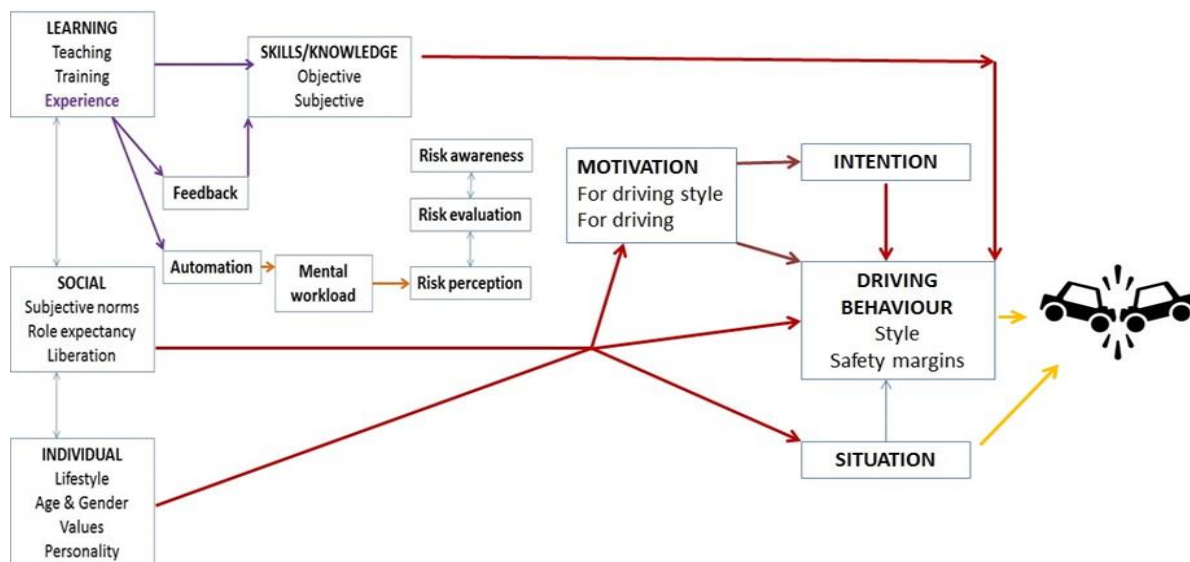 LEARNING
Teaching
Training
Experience
SKILLS/KNOWLEDGE
Objective
Subjective
Feedback
Risk awareness
Risk evaluation
Risk perception
Automation
Mental
workload
SOCIAL
Subjective norms
Role expectancy
Liberation
INDIVIDUAL
Lifestyle
Age & Gender
Values
Personality
MOTIVATION
For driving style
For driving
INTENTION
DRIVING
BEHAVIOUR
Style
Safety margins
SITUATION